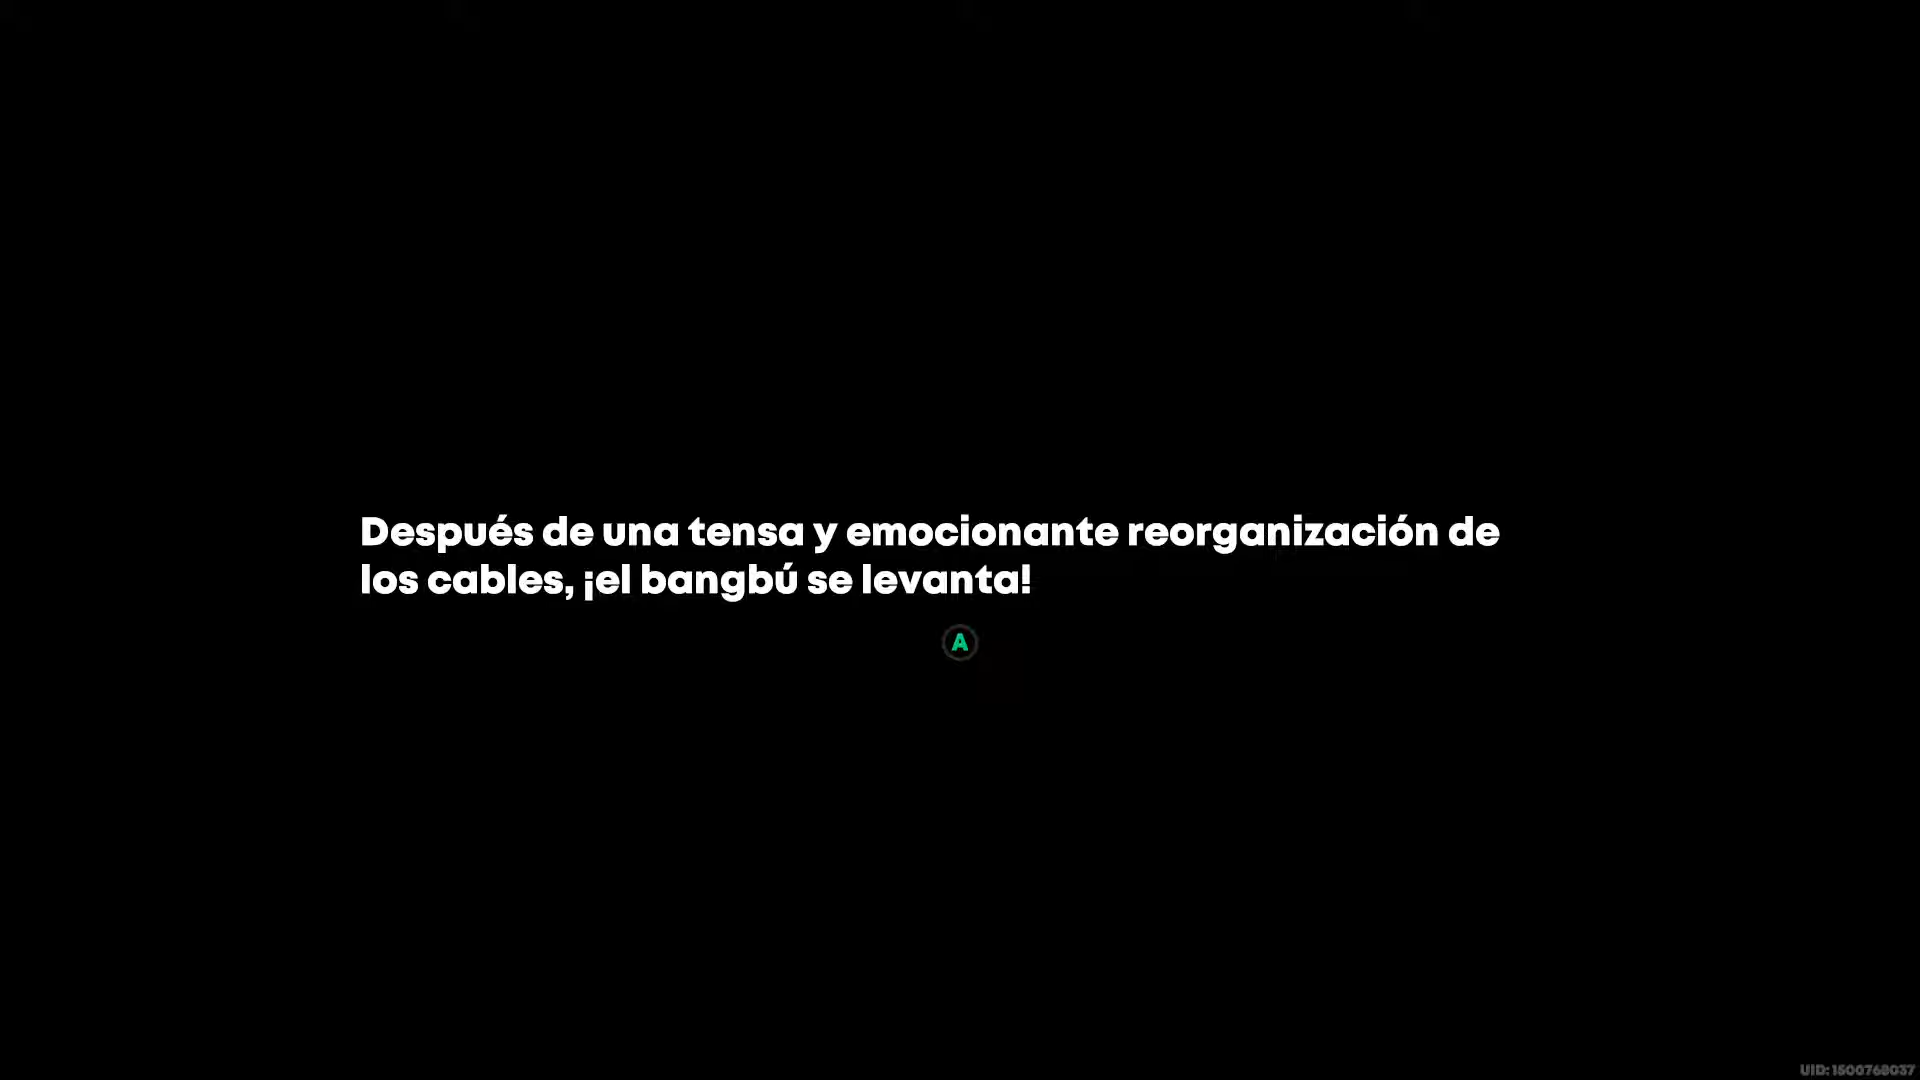 Después de una tensa y emocionante reorganización de
los cables, ¡el bangbú se levanta!
A
UID: 1500768037